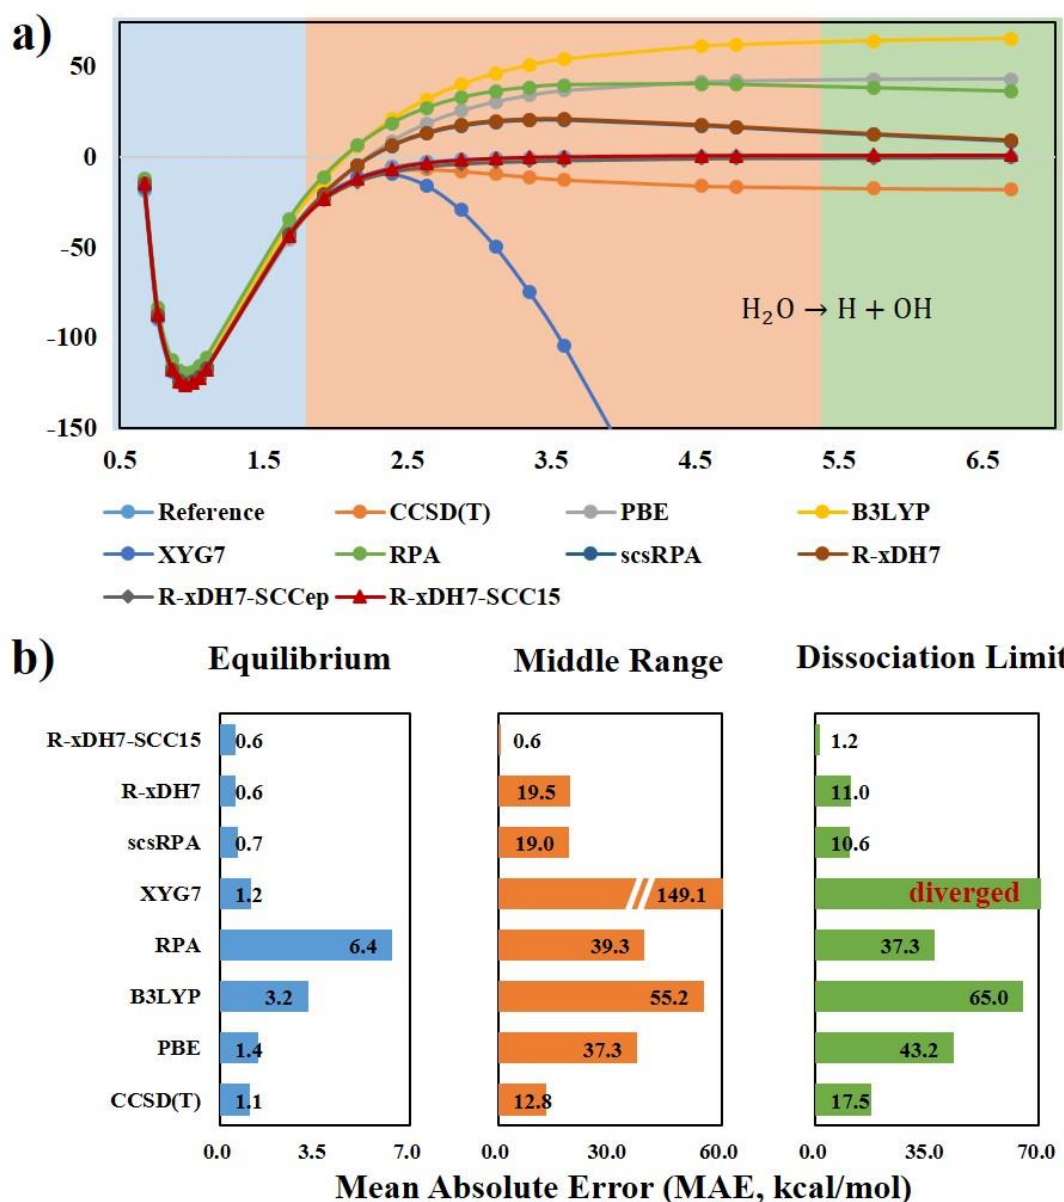 a)
50
0
-50
-100
-150
H₂O → H + OH
0.5 1.5 2.5 3.5 4.5 5.5 6.5
Reference CCSD(T) PBE B3LYP
XYG7 RPA scsRPA R-xDH7
R-xDH7-SCCep R-xDH7-SCC15
b) Equilibrium Middle Range Dissociation Limit
R-xDH7-SCC15 0.6 0.6 1.2
R-xDH7 0.6 19.5 11.0
scsRPA 0.7 19.0 10.6
XYG7 1.2 149.1 diverged
RPA 6.4 39.3 37.3
B3LYP 3.2 55.2 65.0
PBE 1.4 37.3 43.2
CCSD(T) 1.1 12.8 17.5
0.0 3.5 7.0 0.0 30.0 60.0 0.0 35.0 70.0
Mean Absolute Error (MAE, kcal/mol)